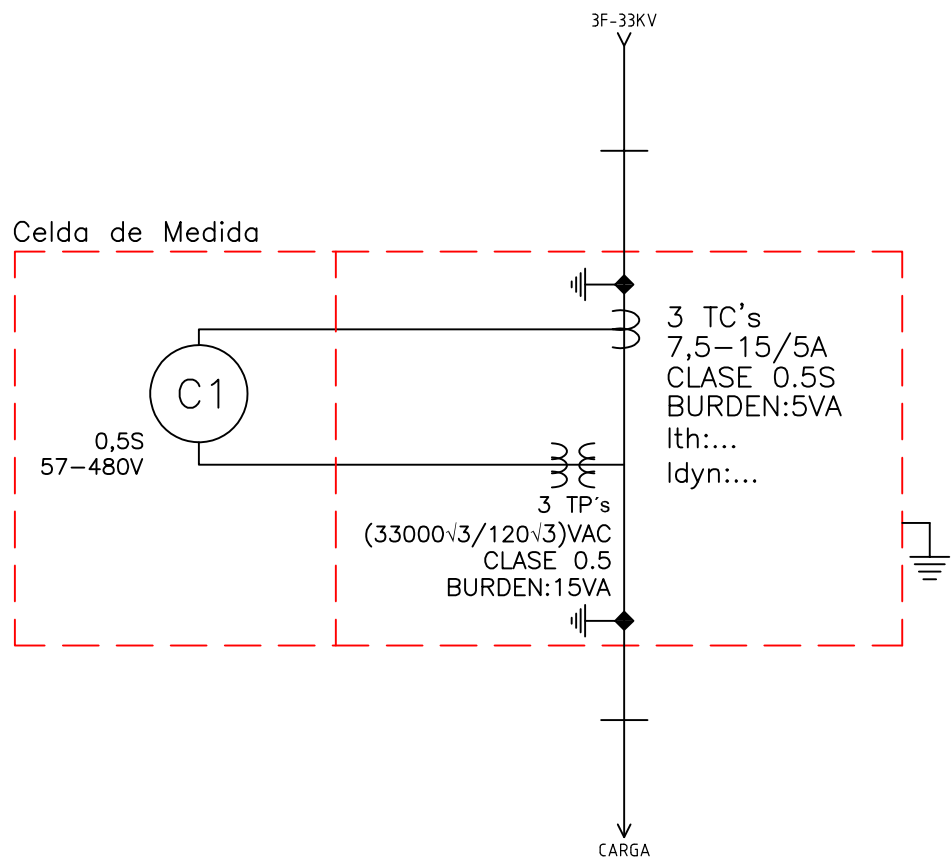 3F-33KV
Celda de Medida
3 TC's
7,5-15/5A
CLASE 0.5S
BURDEN:5VA
Ith:...
Idyn:...
C1
0,5S
57-480V
3 TP's
(33000√3/120√3)VAC
CLASE 0.5
BURDEN:15VA
CARGA